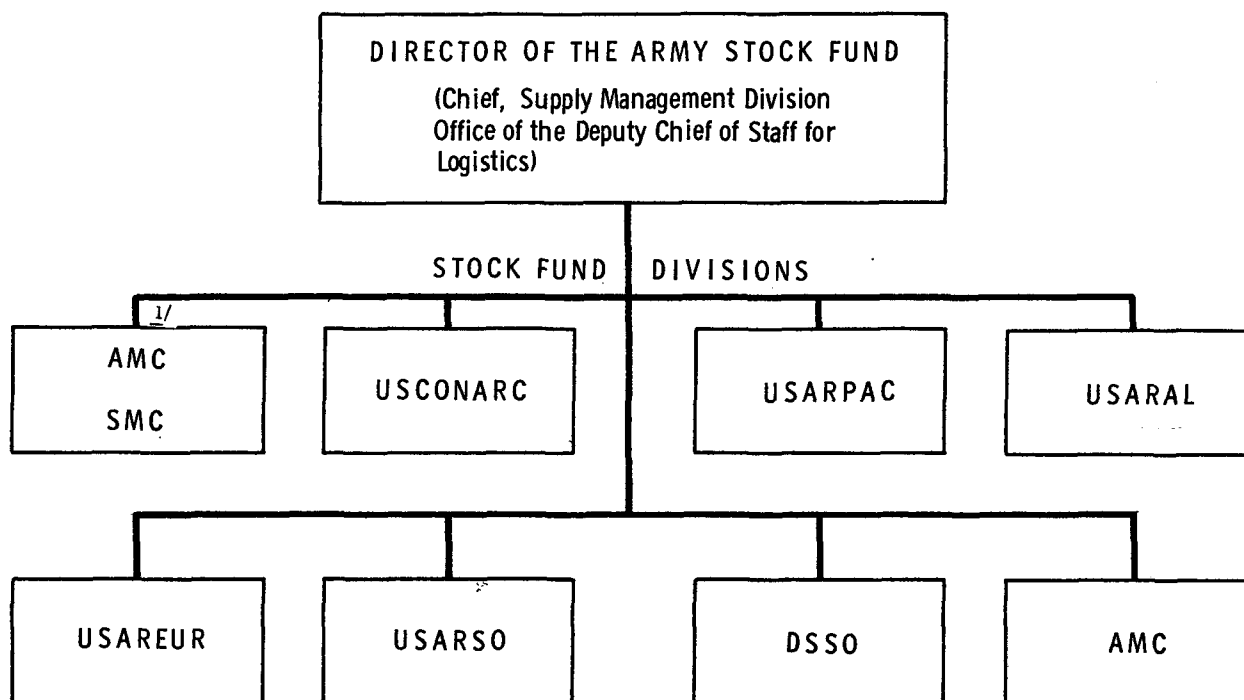 DIRECTOR OF THE ARMY STOCK FUND
(Chief, Supply Management Division
Office of the Deputy Chief of Staff for
Logistics)
STOCK FUND DIVISIONS
1/
AMC
SMC
USCONARC
USARPAC
USARAL
USAREUR
USARSO
DSSO
AMC